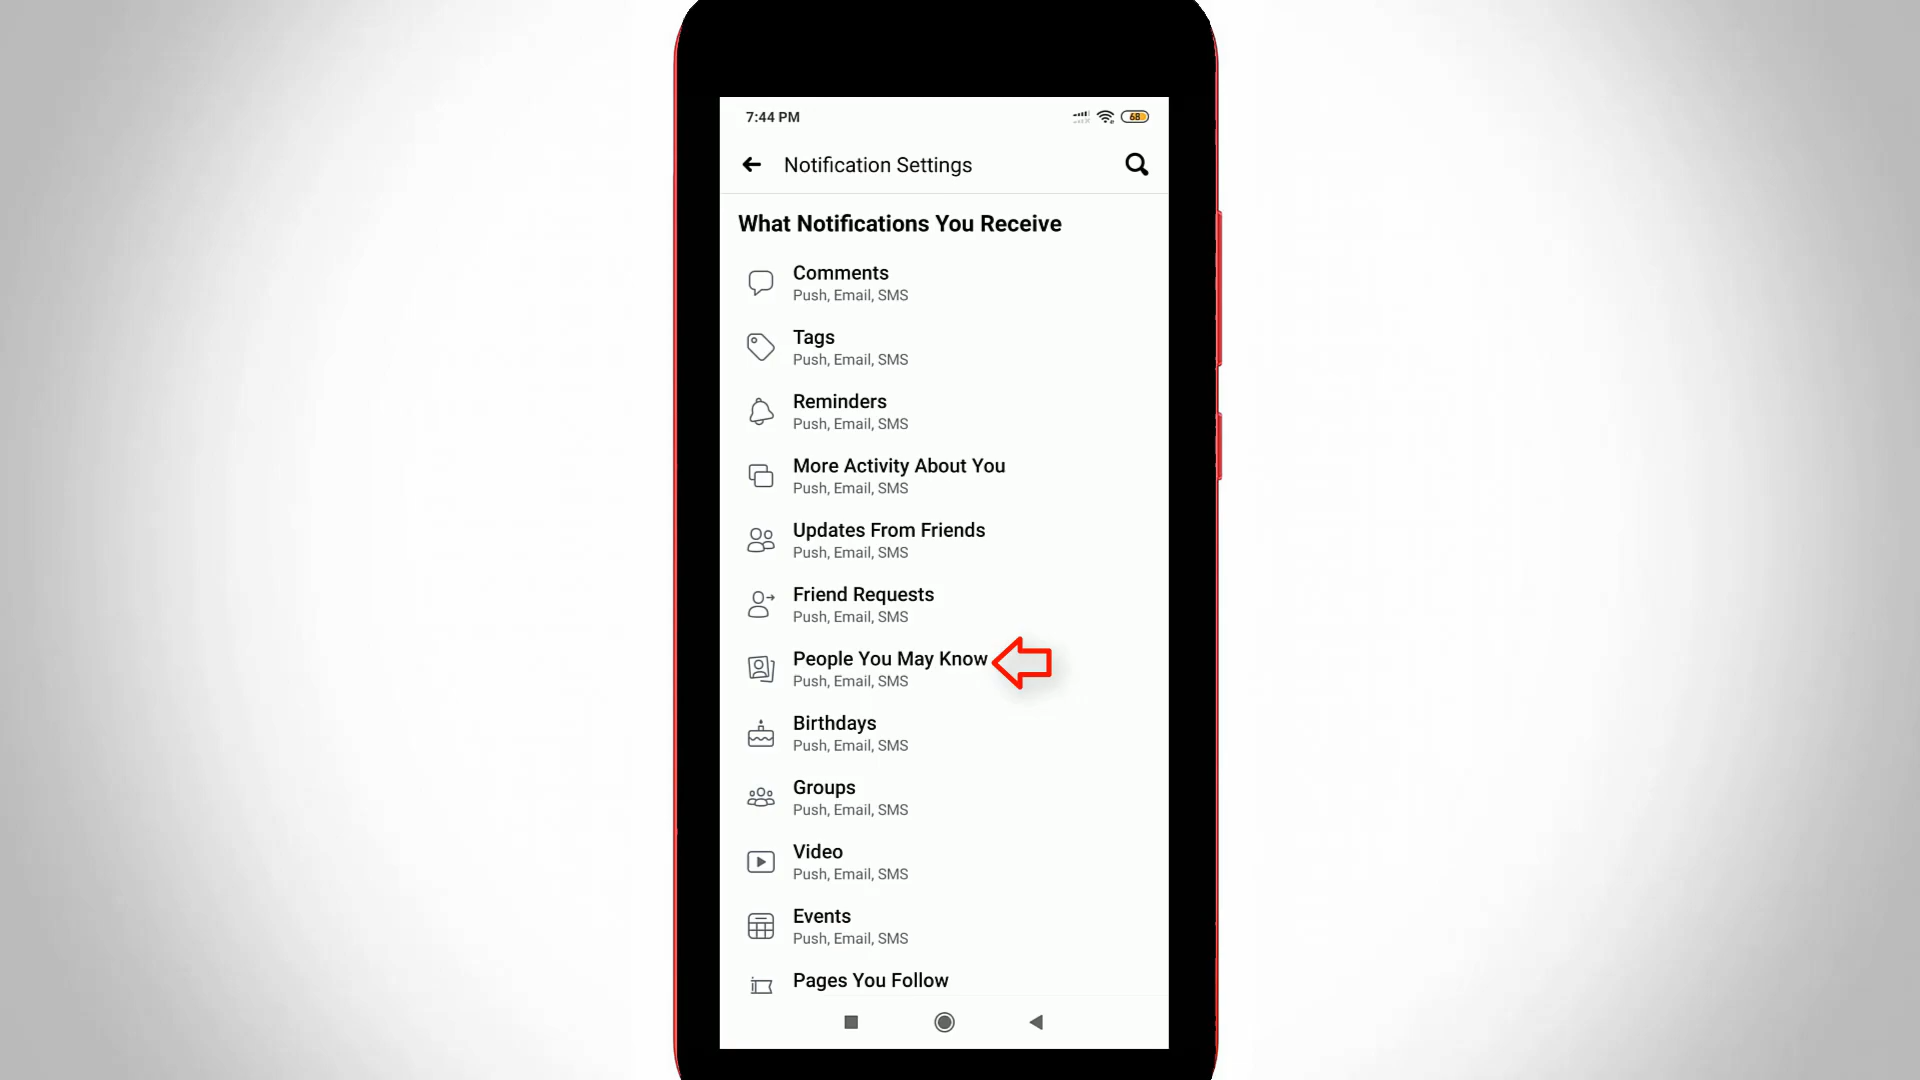 7:44 PM
68
Notification Settings
What Notifications You Receive
Comments
Push, Email, SMS
Tags
Push, Email, SMS
Reminders
Push, Email, SMS
More Activity About You
Push, Email, SMS
Updates From Friends
Push, Email, SMS
Friend Requests
Push, Email, SMS
People You May Know
Push, Email, SMS
Birthdays
Push, Email, SMS
Groups
Push, Email, SMS
Video
Push, Email, SMS
Events
Push, Email, SMS
Pages You Follow